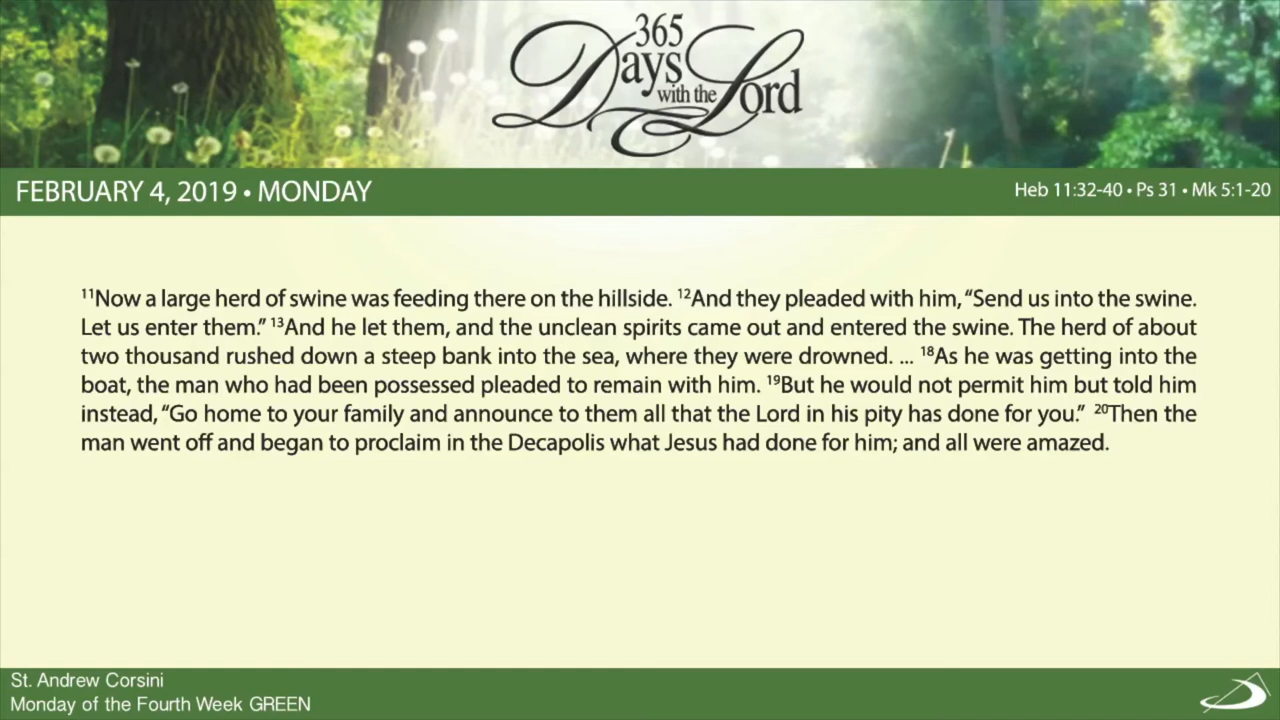 365
Days
with the Lord
FEBRUARY 4, 2019 • MONDAY
Heb 11:32-40 • Ps 31 • Mk 5:1-20
¹¹Now a large herd of swine was feeding there on the hillside. ¹²And they pleaded with him, “Send us into the swine.
Let us enter them.” ¹³And he let them, and the unclean spirits came out and entered the swine. The herd of about
two thousand rushed down a steep bank into the sea, where they were drowned. ... ¹⁸As he was getting into the
boat, the man who had been possessed pleaded to remain with him. ¹⁹But he would not permit him but told him
instead, “Go home to your family and announce to them all that the Lord in his pity has done for you.” ²⁰Then the
man went off and began to proclaim in the Decapolis what Jesus had done for him; and all were amazed.
St. Andrew Corsini
Monday of the Fourth Week GREEN